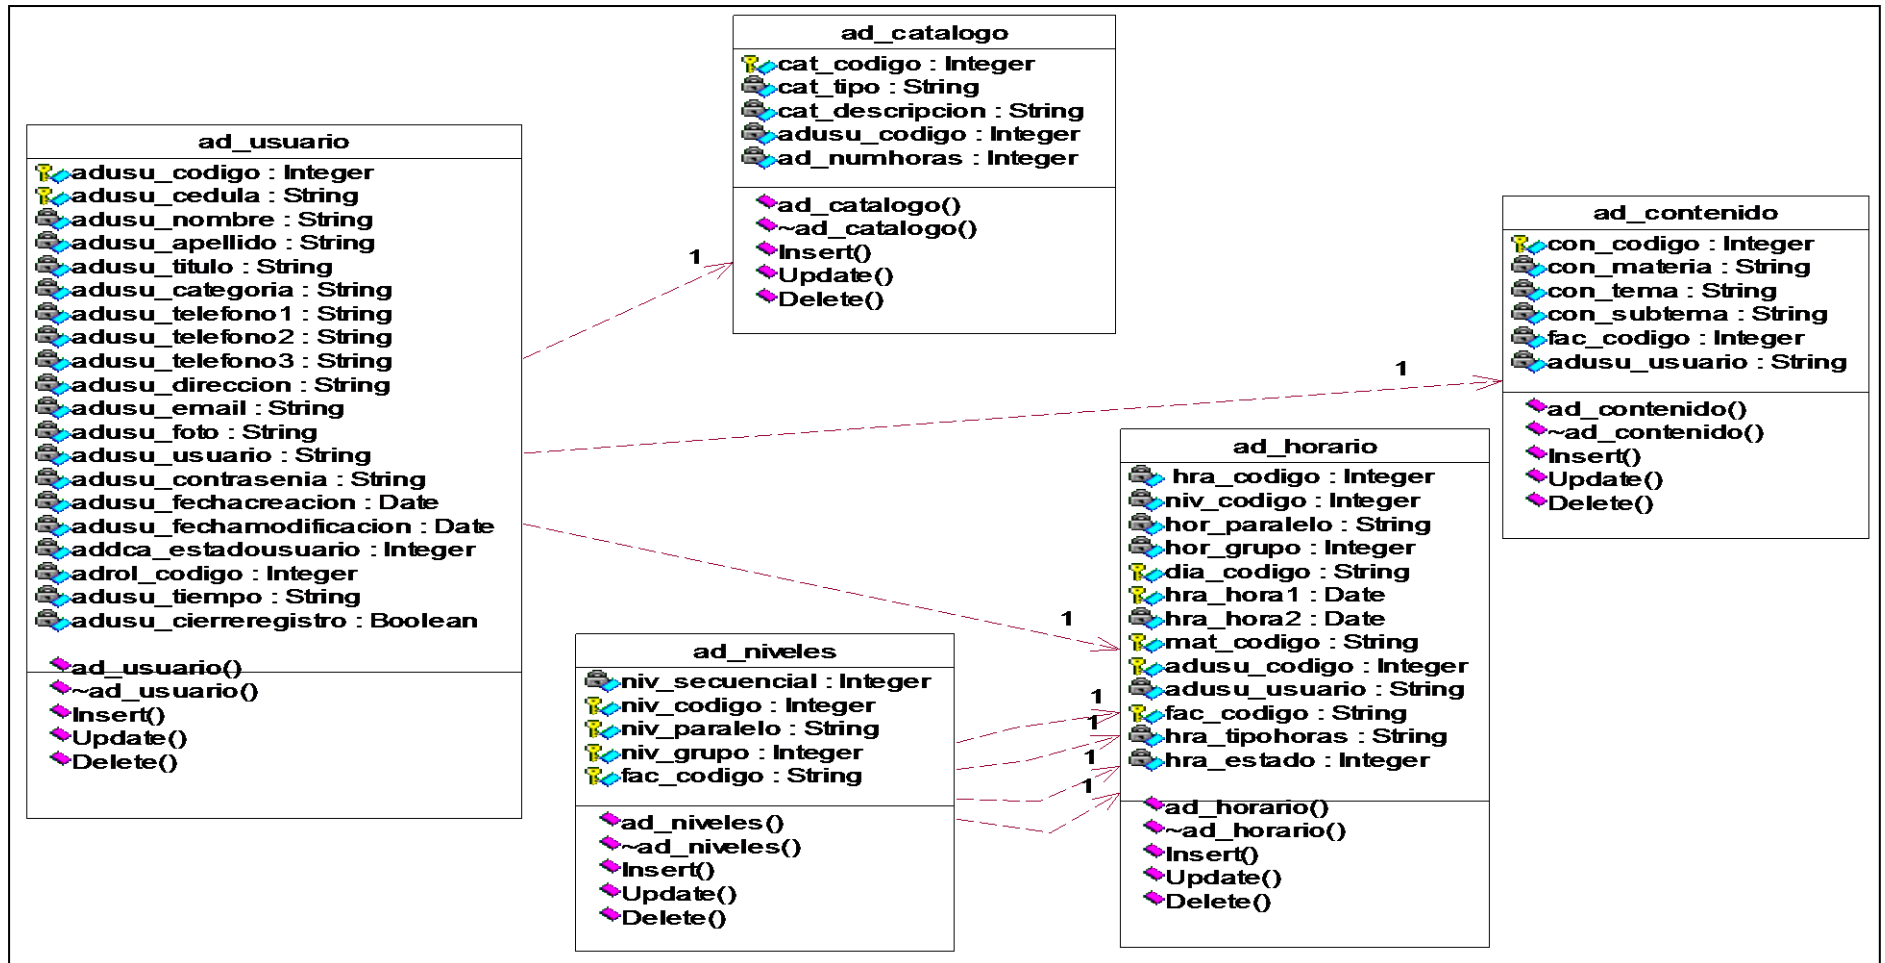 ad_catalogo
cat_codigo : Integer
cat_tipo : String
cat_descripcion : String
adusu_codigo : Integer
ad_numhoras : Integer
ad_catalogo()
~ad_catalogo()
Insert()
Update()
Delete()
ad_usuario
adusu_codigo : Integer
adusu_cedula : String
adusu_nombre : String
adusu_apellido : String
adusu_titulo : String
adusu_categoria : String
adusu_telefono1 : String
adusu_telefono2 : String
adusu_telefono3 : String
adusu_direccion : String
adusu_email : String
adusu_foto : String
adusu_usuario : String
adusu_contrasenia : String
adusu_fechacreacion : Date
adusu_fechamodificacion : Date
addca_estadousuario : Integer
adrol_codigo : Integer
adusu_tiempo : String
adusu_cierreregistro : Boolean
ad_usuario()
~ad_usuario()
Insert()
Update()
Delete()
1
1
1
ad_contenido
con_codigo : Integer
con_materia : String
con_tema : String
con_subtema : String
fac_codigo : Integer
adusu_usuario : String
ad_contenido()
~ad_contenido()
Insert()
Update()
Delete()
ad_horario
hra_codigo : Integer
niv_codigo : Integer
hor_paralelo : String
hor_grupo : Integer
dia_codigo : String
hra_hora1 : Date
hra_hora2 : Date
mat_codigo : String
adusu_codigo : Integer
adusu_usuario : String
fac_codigo : String
hra_tipohoras : String
hra_estado : Integer
ad_horario()
~ad_horario()
Insert()
Update()
Delete()
ad_niveles
niv_secuencial : Integer
niv_codigo : Integer
niv_paralelo : String
niv_grupo : Integer
fac_codigo : String
ad_niveles()
~ad_niveles()
Insert()
Update()
Delete()
1
1
1
1